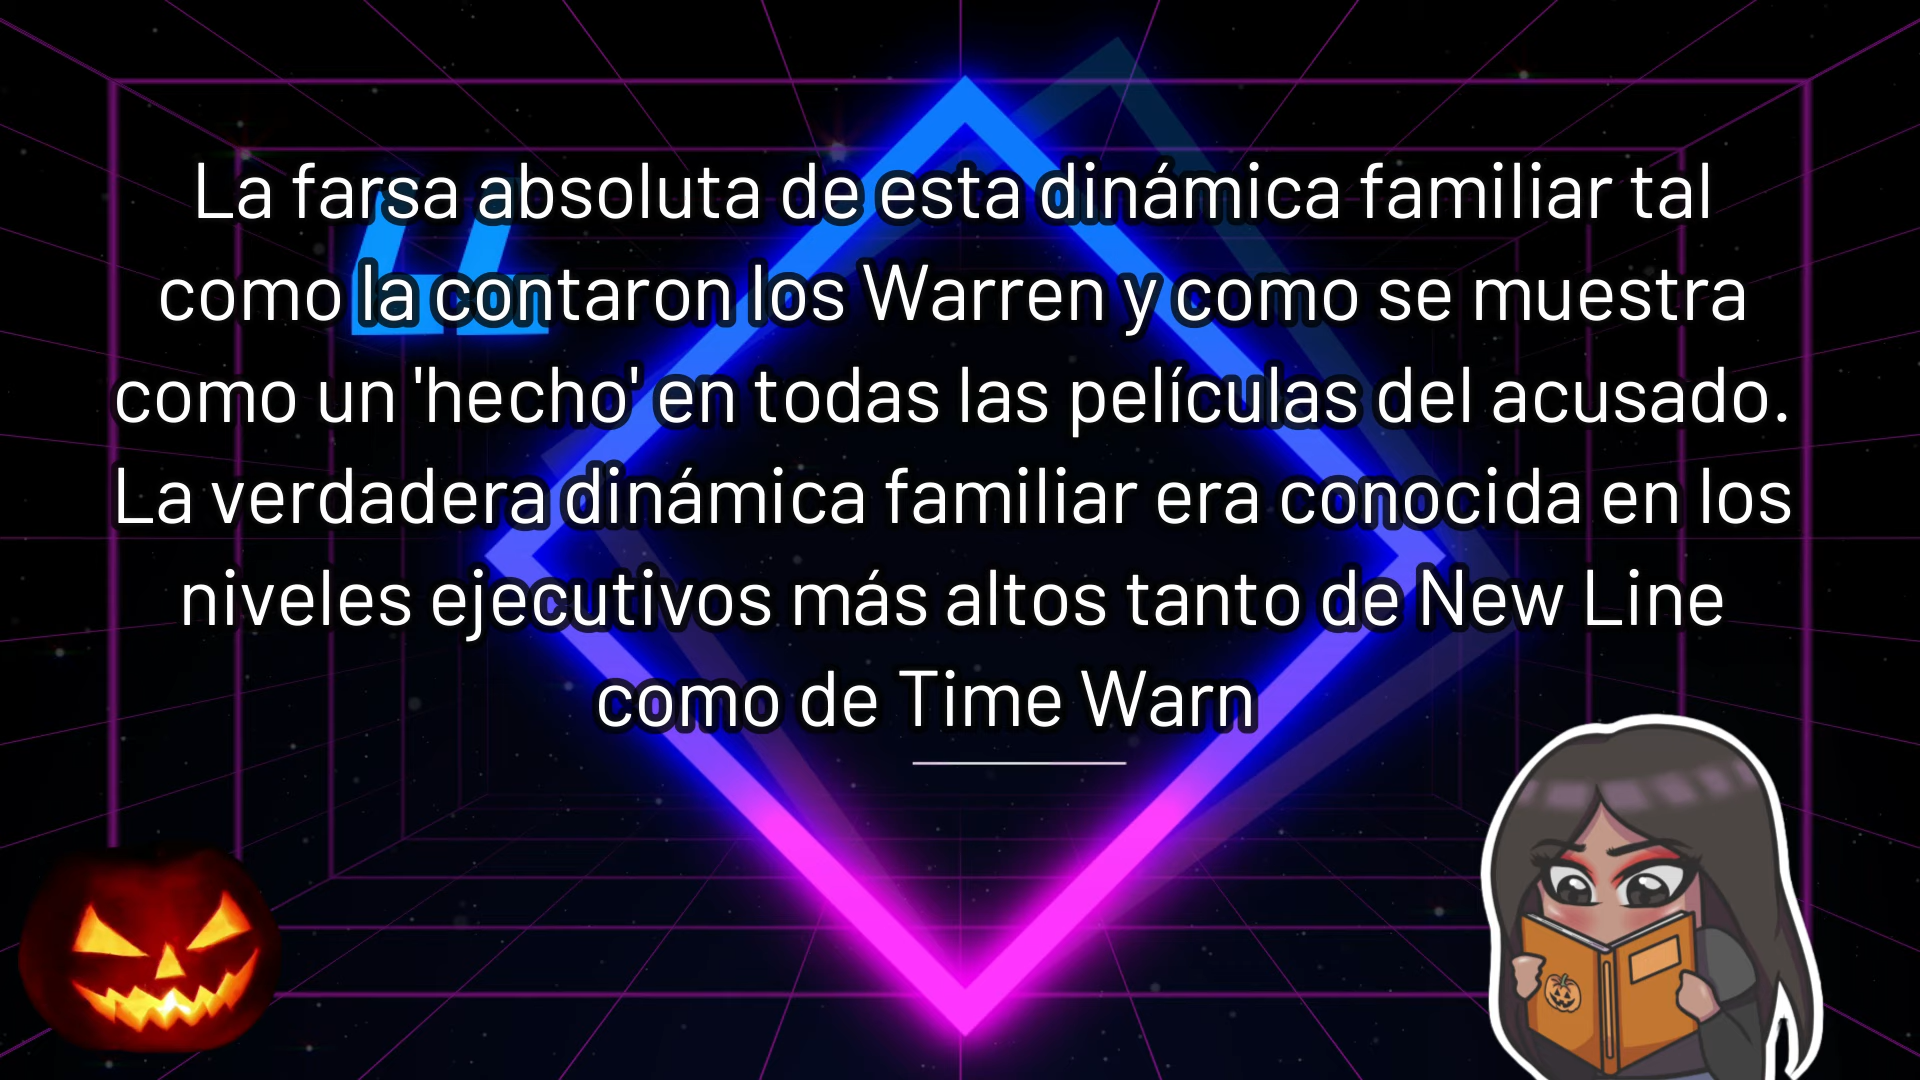 La farsa absoluta de esta dinámica familiar tal
como la contaron los Warren y como se muestra
como un 'hecho' en todas las películas del acusado.
La verdadera dinámica familiar era conocida en los
niveles ejecutivos más altos tanto de New Line
como de Time Warn